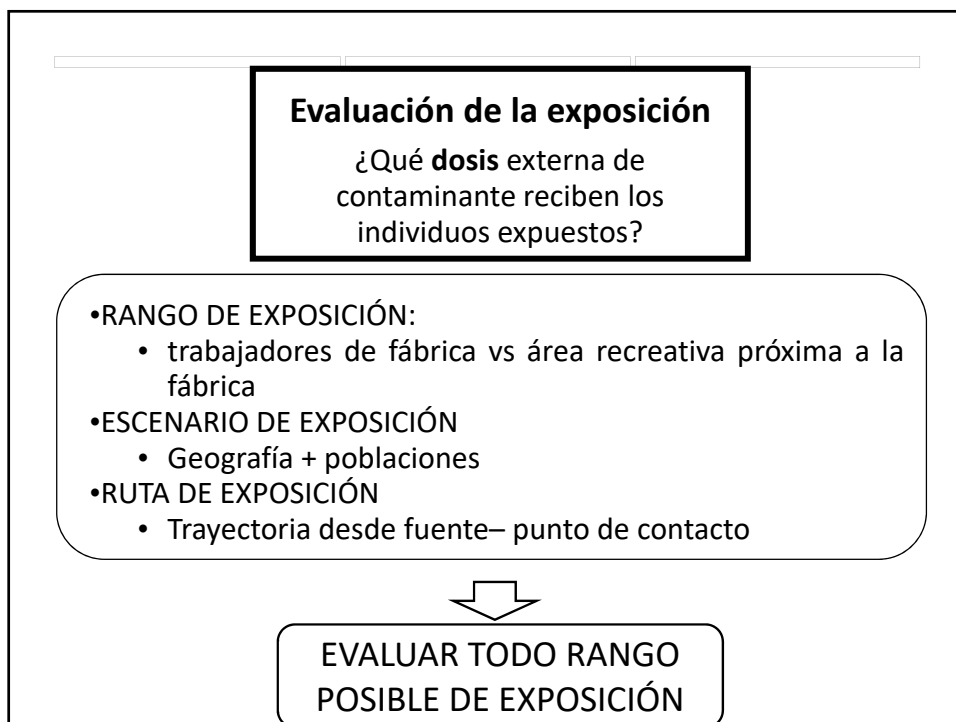 Evaluación de la exposición
¿Qué dosis externa de
contaminante reciben los
individuos expuestos?
•RANGO DE EXPOSICIÓN:
• trabajadores de fábrica vs área recreativa próxima a la
fábrica
•ESCENARIO DE EXPOSICIÓN
• Geografía + poblaciones
•RUTA DE EXPOSICIÓN
• Trayectoria desde fuente– punto de contacto
EVALUAR TODO RANGO
POSIBLE DE EXPOSICIÓN